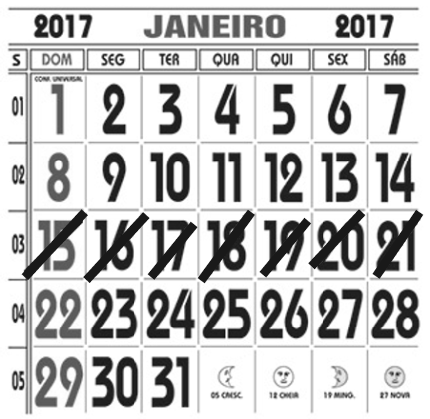 2017 JANEIRO 2017
S DOM SEG TER QUA QUI SEX SÁB
CONF. UNIVERSAL
01 1 2 3 4 5 6 7
02 8 9 10 11 12 13 14
03 15 16 17 18 19 20 21
04 22 23 24 25 26 27 28
05 29 30 31 05 CRESC. 12 CHEIA 19 MING. 27 NOVA